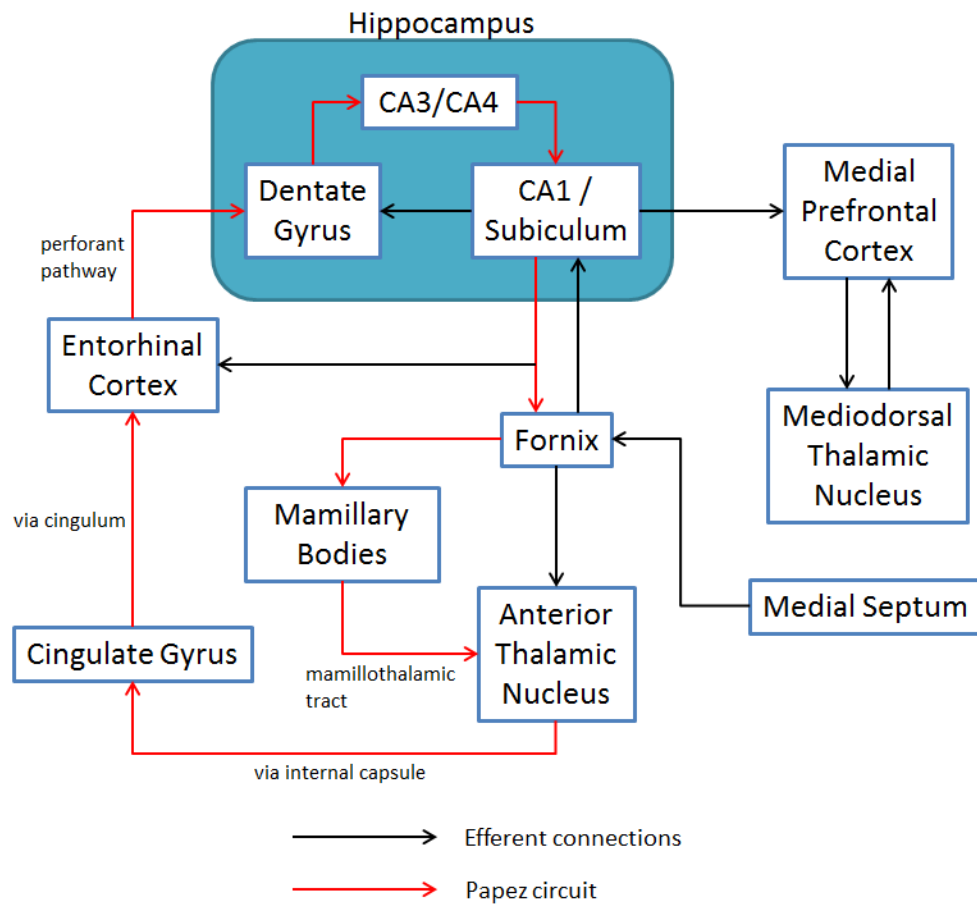 Hippocampus
CA3/CA4
Dentate
Gyrus
CA1 /
Subiculum
Medial
Prefrontal
Cortex
perforant
pathway
Entorhinal
Cortex
Fornix
Mediodorsal
Thalamic
Nucleus
Mamillary
Bodies
via cingulum
Medial Septum
Anterior
Thalamic
Nucleus
Cingulate Gyrus
mamillothalamic
tract
via internal capsule
Efferent connections
Papez circuit